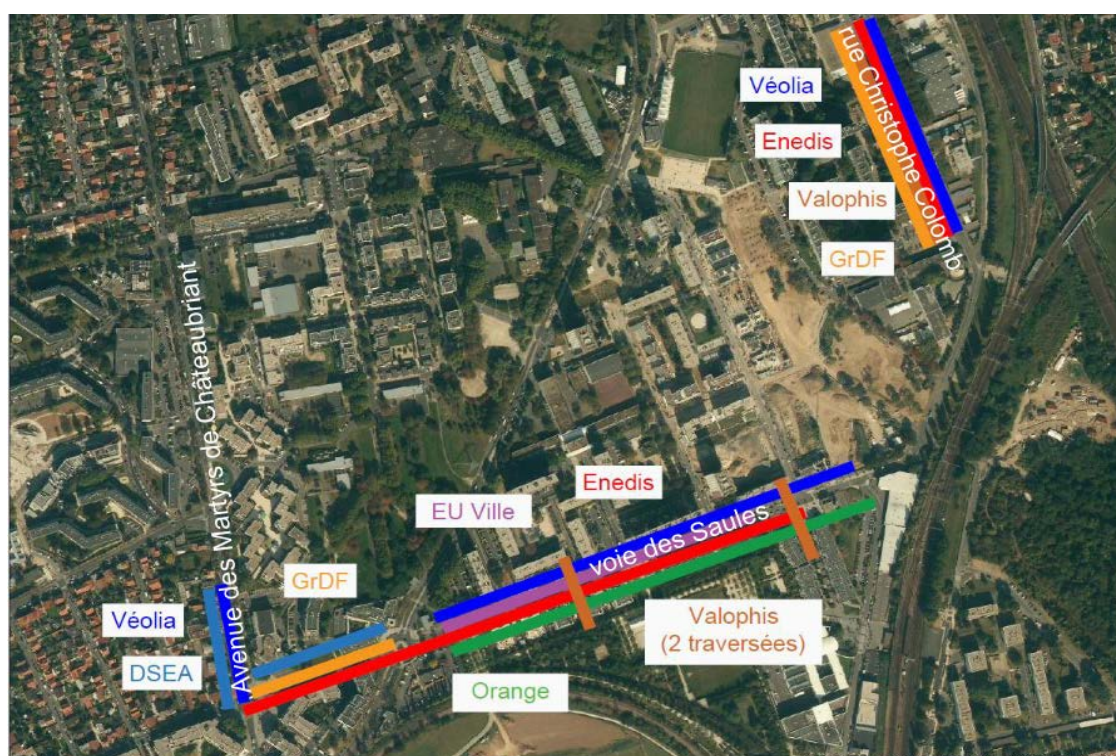 rue Christophe Colomb
Véolia
Enedis
Valophis
GrDF
Avenue des Martyrs de Châteaubriant
Enedis
EU Ville
voie des Saules
GrDF
Véolia
Valophis
(2 traversées)
DSEA
Orange